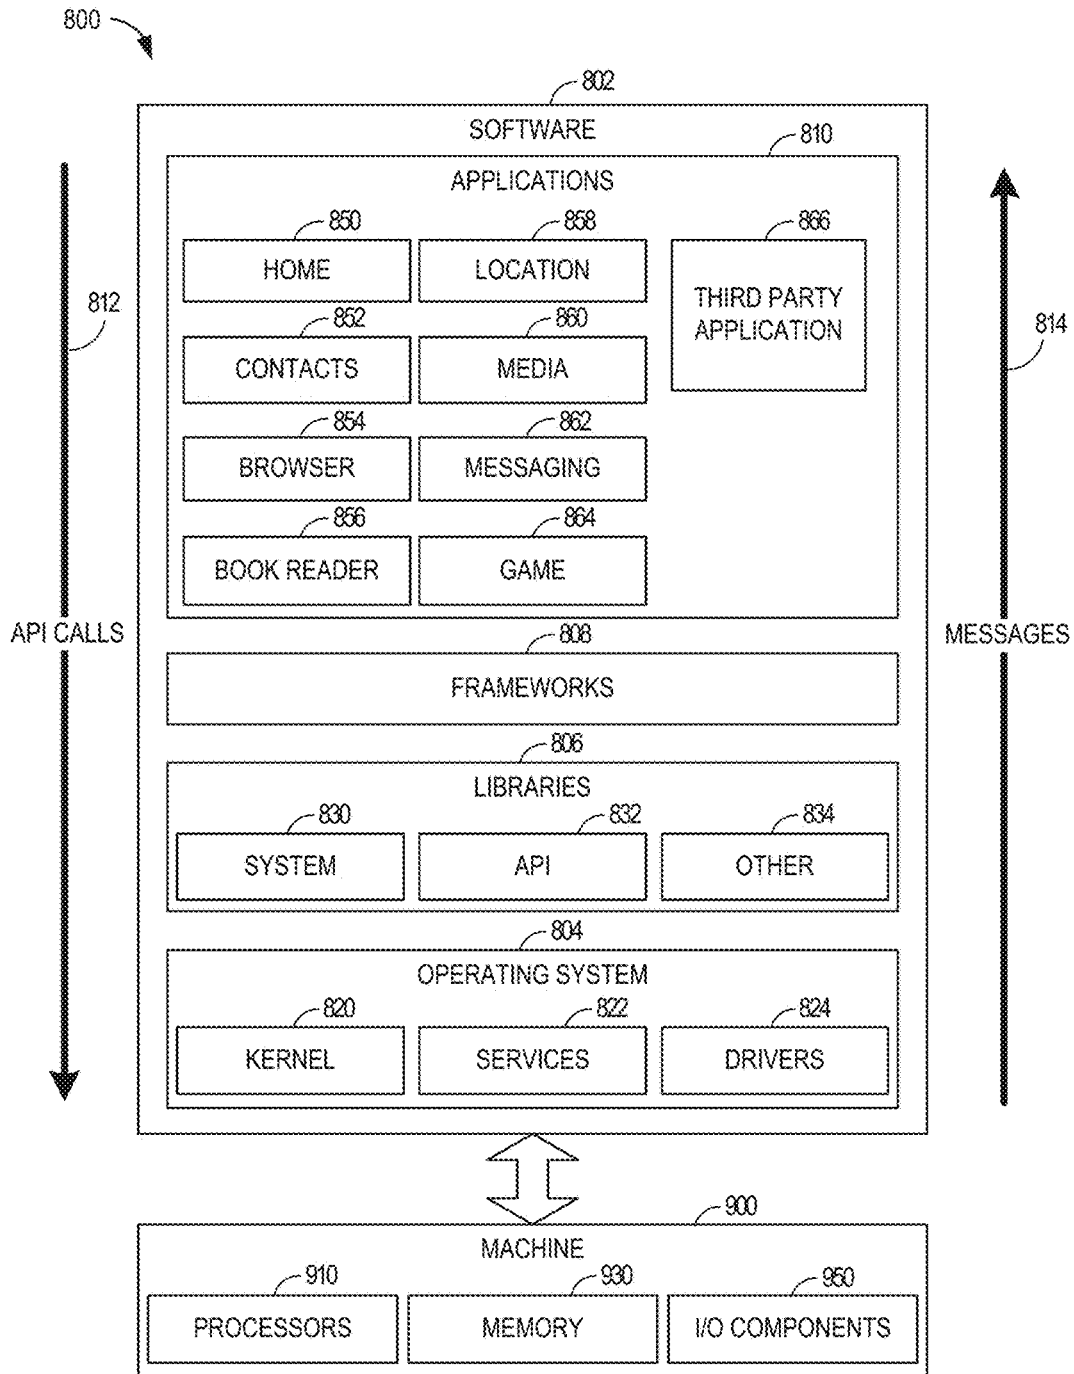 800
802
SOFTWARE
810
APPLICATIONS
850
858
866
HOME
LOCATION
THIRD PARTY
APPLICATION
812
852
860
814
CONTACTS
MEDIA
854
862
BROWSER
MESSAGING
856
864
BOOK READER
GAME
API CALLS
MESSAGES
808
FRAMEWORKS
806
LIBRARIES
830
832
834
SYSTEM
API
OTHER
804
OPERATING SYSTEM
820
822
824
KERNEL
SERVICES
DRIVERS
900
MACHINE
910
930
950
PROCESSORS
MEMORY
I/O COMPONENTS